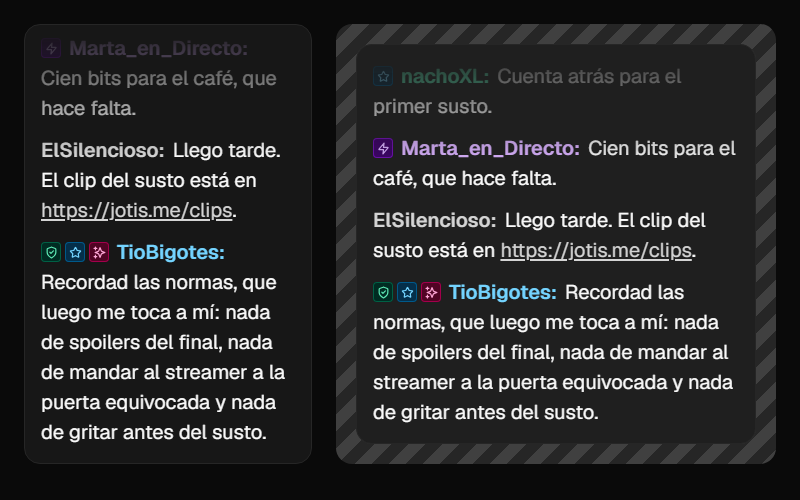 Marta_en_Directo:
Cien bits para el café, que
hace falta.
ElSilencioso: Llego tarde.
El clip del susto está en
https://jotis.me/clips.
TioBigotes:
Recordad las normas, que
luego me toca a mí: nada
de spoilers del final, nada
de mandar al streamer a la
puerta equivocada y nada
de gritar antes del susto.
nachoXL: Cuenta atrás para el
primer susto.
Marta_en_Directo: Cien bits para el
café, que hace falta.
ElSilencioso: Llego tarde. El clip del
susto está en https://jotis.me/clips.
TioBigotes: Recordad las
normas, que luego me toca a mí: nada
de spoilers del final, nada de mandar al
streamer a la puerta equivocada y nada
de gritar antes del susto.